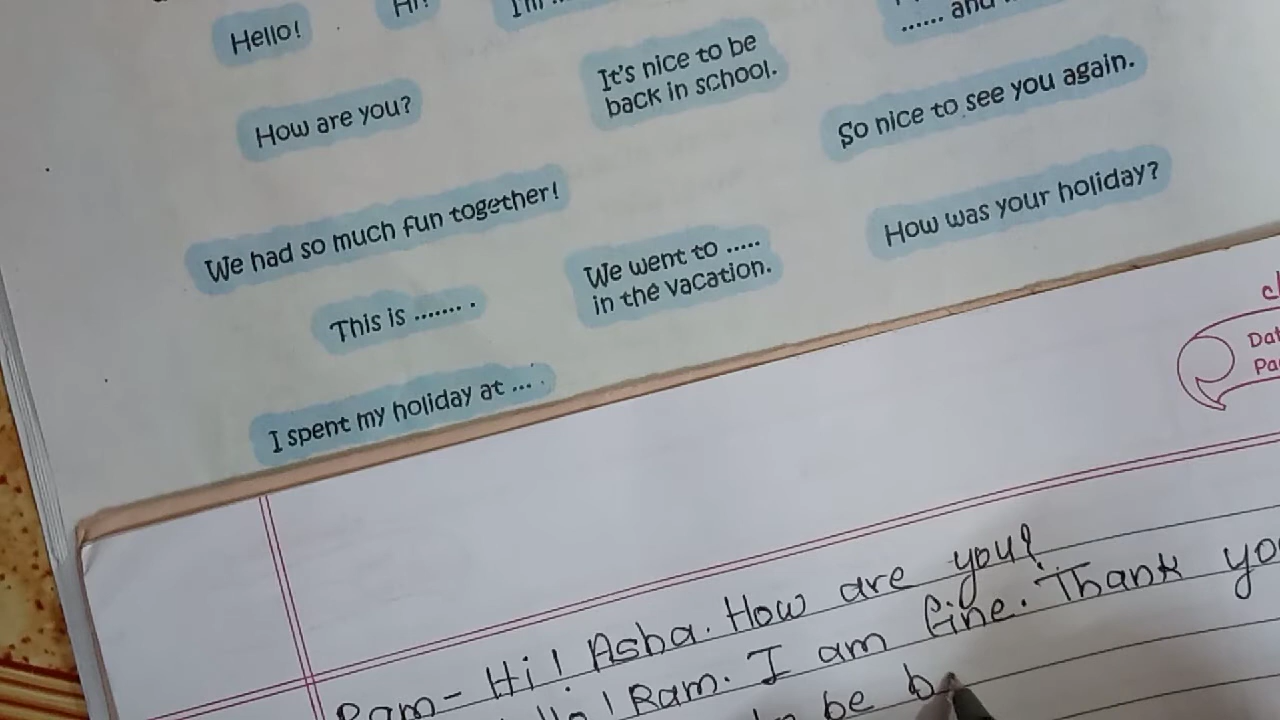 Hello!
Hi!
I'm ...
...... and
How are you?
It's nice to be
back in school.
So nice to see you again.
We had so much fun together!
We went to .....
in the vacation.
How was your holiday?
This is ....... .
I spent my holiday at ... .
Ram- Hi! Asha. How are you?
! Ram. I am fine. Thank
be